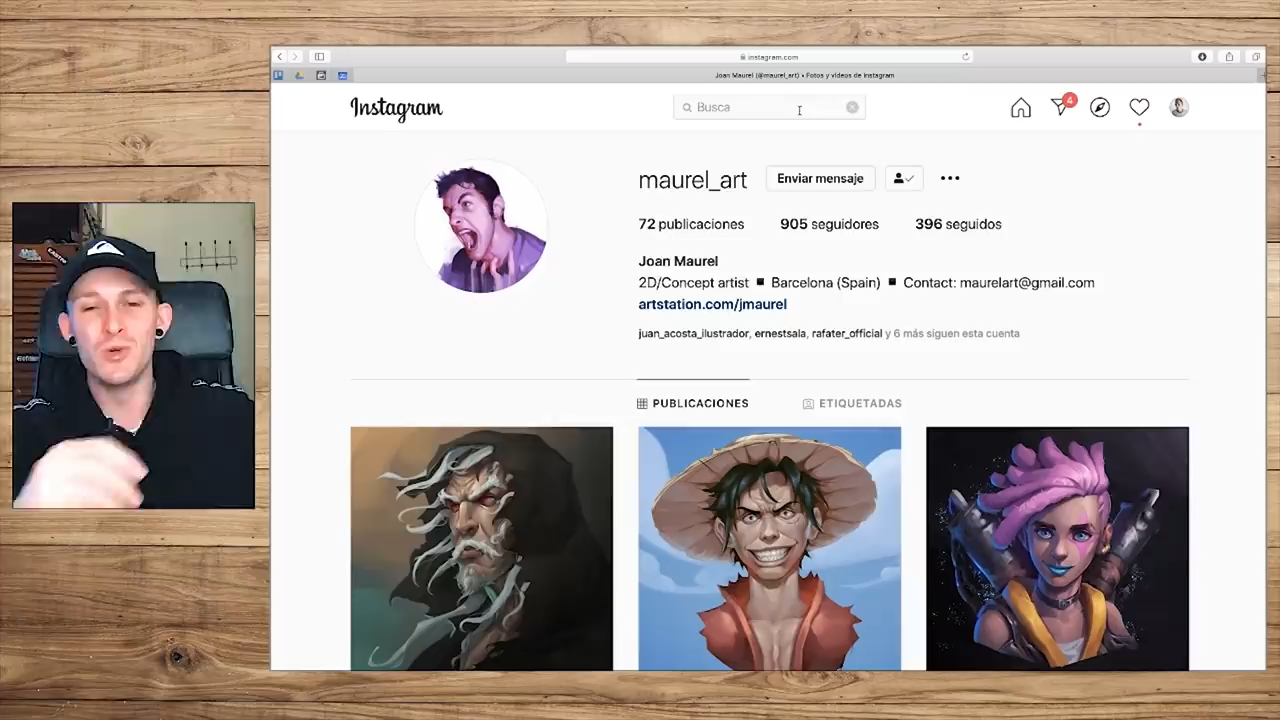 instagram.com
Joan Maurel (@maurel_art) • Fotos y videos de Instagram
Instagram
Busca
4
maurel_art
Enviar mensaje
72 publicaciones 905 seguidores 396 seguidos
Joan Maurel
2D/Concept artist ◾ Barcelona (Spain) ◾ Contact: maurelart@gmail.com
artstation.com/jmaurel
juan_acosta_ilustrador, ernestsala, rafater_official y 6 más siguen esta cuenta
PUBLICACIONES ETIQUETADAS